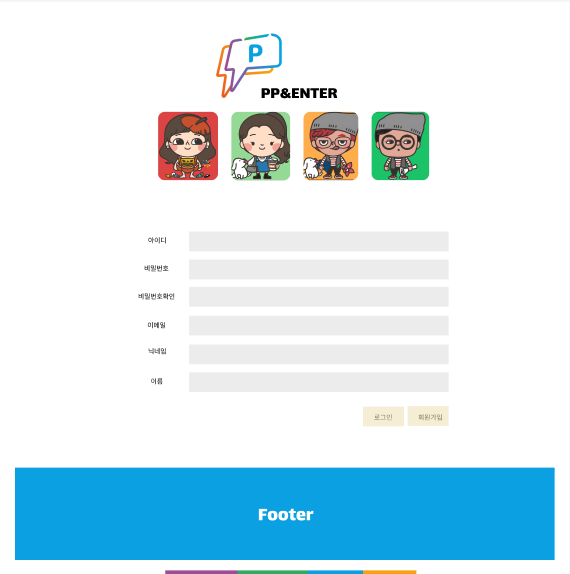 P
PP&ENTER
아이디
비밀번호
비밀번호확인
이메일
닉네임
이름
로그인 회원가입
Footer